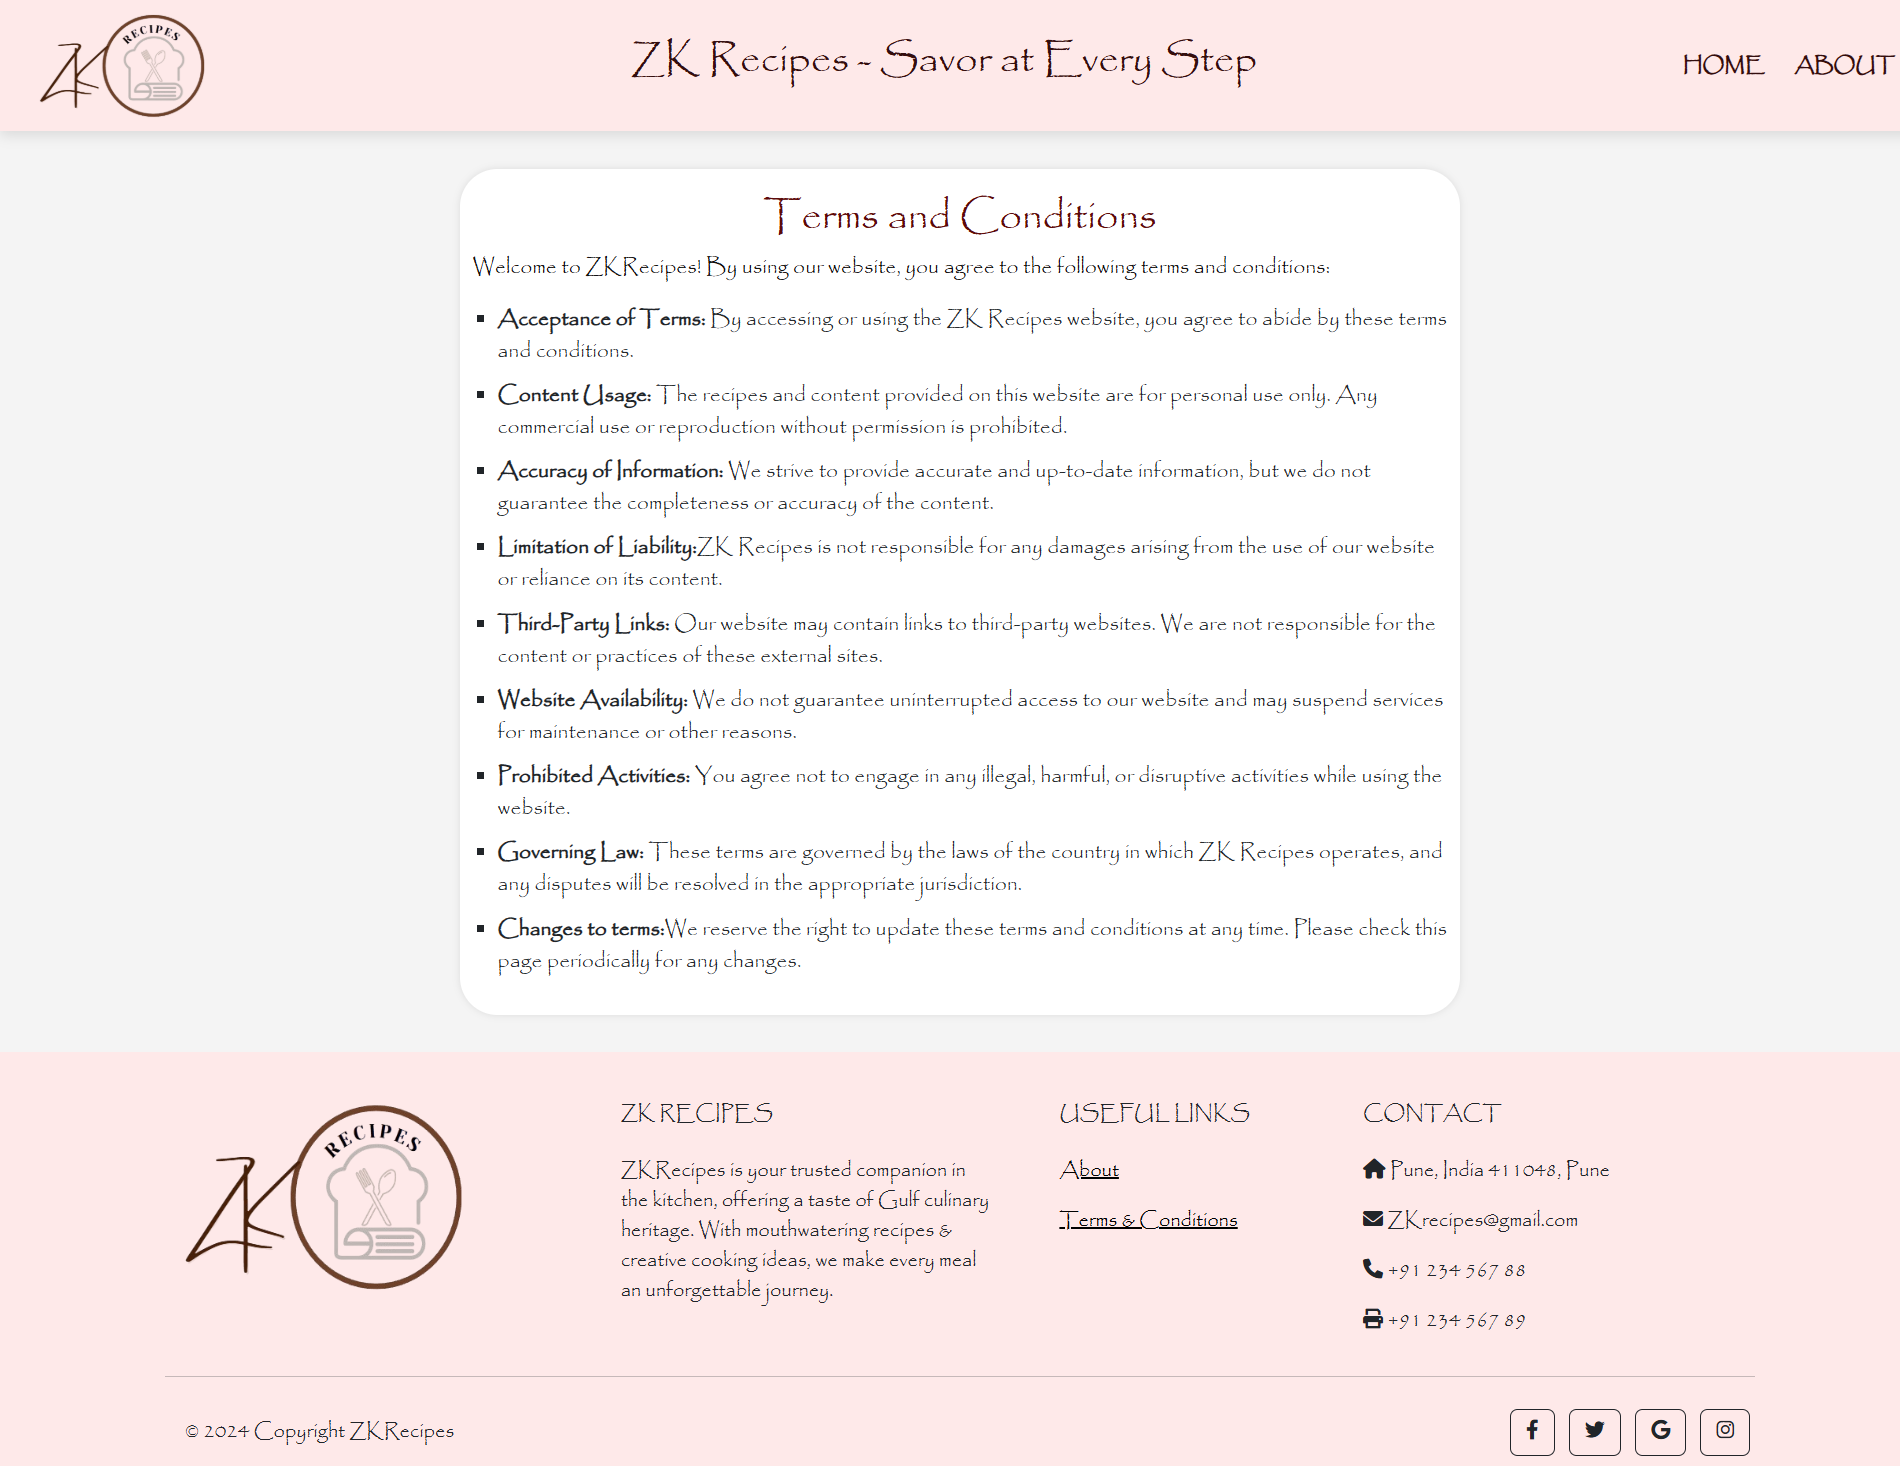 ZK RECIPES
ZK Recipes - Savor at Every Step
HOME ABOUT
Terms and Conditions
Welcome to ZKRecipes! By using our website, you agree to the following terms and conditions:
▪ Acceptance of Terms: By accessing or using the ZK Recipes website, you agree to abide by these terms
and conditions.
▪ Content Usage: The recipes and content provided on this website are for personal use only. Any
commercial use or reproduction without permission is prohibited.
▪ Accuracy of Information: We strive to provide accurate and up-to-date information, but we do not
guarantee the completeness or accuracy of the content.
▪ Limitation of Liability:ZK Recipes is not responsible for any damages arising from the use of our website
or reliance on its content.
▪ Third-Party Links: Our website may contain links to third-party websites. We are not responsible for the
content or practices of these external sites.
▪ Website Availability: We do not guarantee uninterrupted access to our website and may suspend services
for maintenance or other reasons.
▪ Prohibited Activities: You agree not to engage in any illegal, harmful, or disruptive activities while using the
website.
▪ Governing Law: These terms are governed by the laws of the country in which ZK Recipes operates, and
any disputes will be resolved in the appropriate jurisdiction.
▪ Changes to terms:We reserve the right to update these terms and conditions at any time. Please check this
page periodically for any changes.
ZK RECIPES
ZK RECIPES
ZKRecipes is your trusted companion in
the kitchen, offering a taste of Gulf culinary
heritage. With mouthwatering recipes &
creative cooking ideas, we make every meal
an unforgettable journey.
USEFUL LINKS
About
Terms & Conditions
CONTACT
Pune, India 411048, Pune
ZKrecipes@gmail.com
+91 234 567 88
+91 234 567 89
© 2024 Copyright ZKRecipes